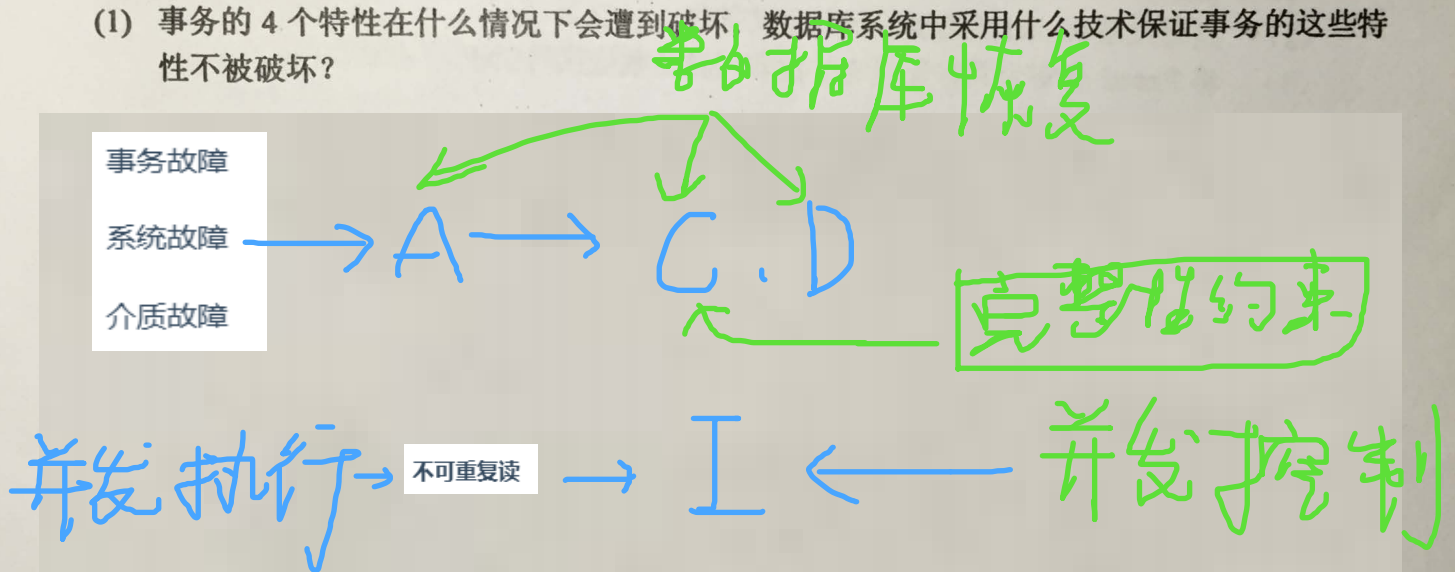 (1) 事务的 4 个特性在什么情况下会遭到破坏，数据库系统中采用什么技术保证事务的这些特
性不被破坏？
数据库恢复
事务故障
系统故障
A
C、D
介质故障
完整性约束
并发执行
不可重复读
I
并发控制